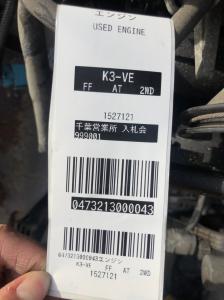 エンジン
USED ENGINE
K3-VE
FF AT 2ND
1527121
千葉営業所 入札会
999001
0473213000043
0473213000043エンジン
K3-VE
FF AT 2ND
1527121